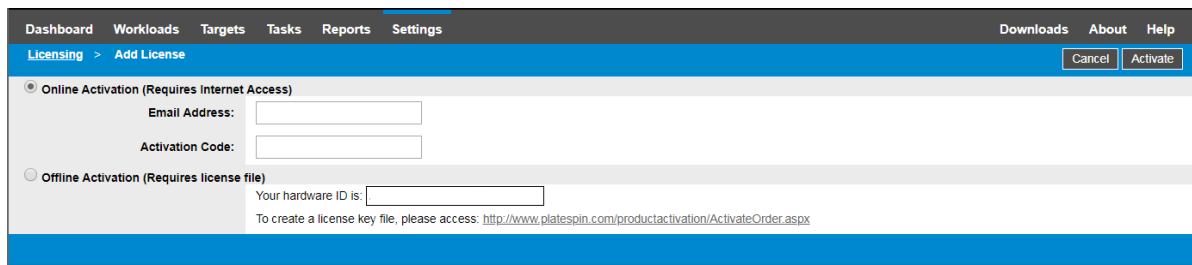 Dashboard Workloads Targets Tasks Reports Settings Downloads About Help
Licensing > Add License Cancel Activate
Online Activation (Requires Internet Access)
Email Address:
Activation Code:
Offline Activation (Requires license file)
Your hardware ID is:
To create a license key file, please access: http://www.platespin.com/productactivation/ActivateOrder.aspx